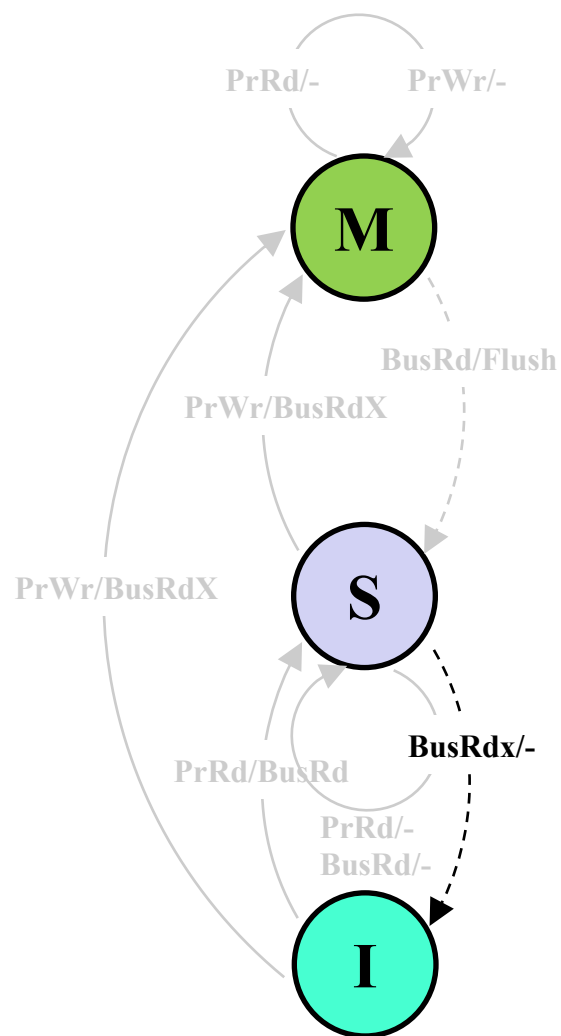 PrRd/- PrWr/-
M
BusRd/Flush
PrWr/BusRdX
PrWr/BusRdX
S
BusRdx/-
PrRd/BusRd
PrRd/-
BusRd/-
I